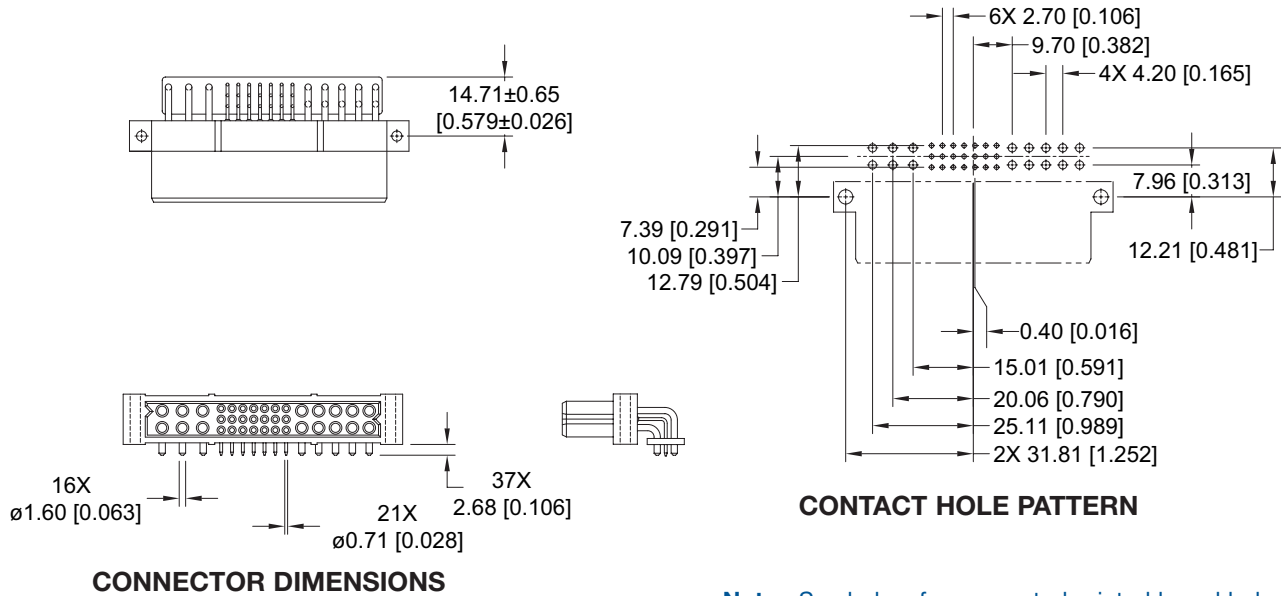 14.71±0.65
[0.579±0.026]
16X
ø1.60 [0.063]
21X
ø0.71 [0.028]
37X
2.68 [0.106]
CONNECTOR DIMENSIONS
6X 2.70 [0.106]
9.70 [0.382]
4X 4.20 [0.165]
7.96 [0.313]
12.21 [0.481]
7.39 [0.291]
10.09 [0.397]
12.79 [0.504]
0.40 [0.016]
15.01 [0.591]
20.06 [0.790]
25.11 [0.989]
2X 31.81 [1.252]
CONTACT HOLE PATTERN